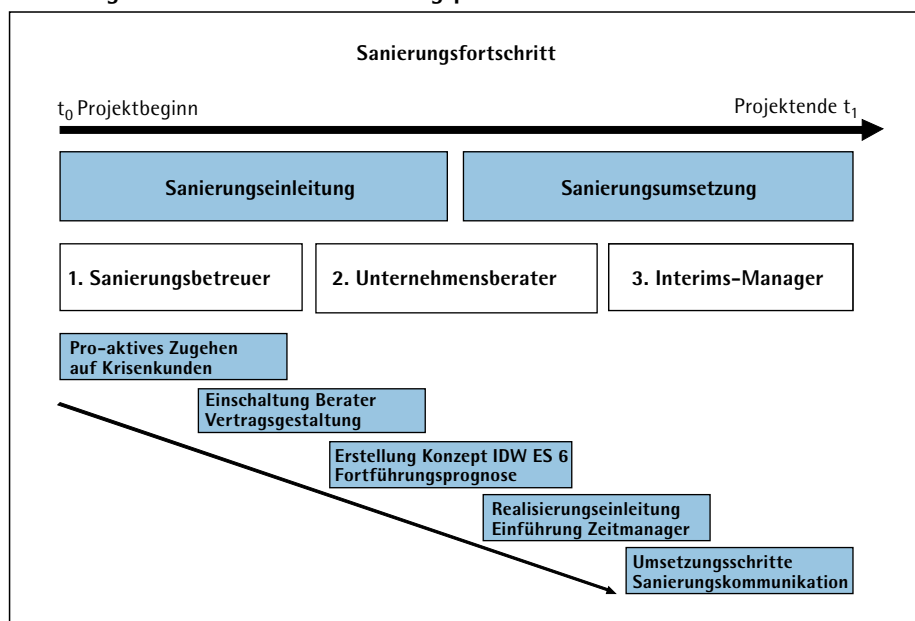 Sanierungsfortschritt
t0 Projektbeginn
Projektende t1
Sanierungseinleitung
Sanierungsumsetzung
1. Sanierungsbetreuer
2. Unternehmensberater
3. Interims-Manager
Pro-aktives Zugehen
auf Krisenkunden
Einschaltung Berater
Vertragsgestaltung
Erstellung Konzept IDW ES 6
Fortführungsprognose
Realisierungseinleitung
Einführung Zeitmanager
Umsetzungsschritte
Sanierungskommunikation